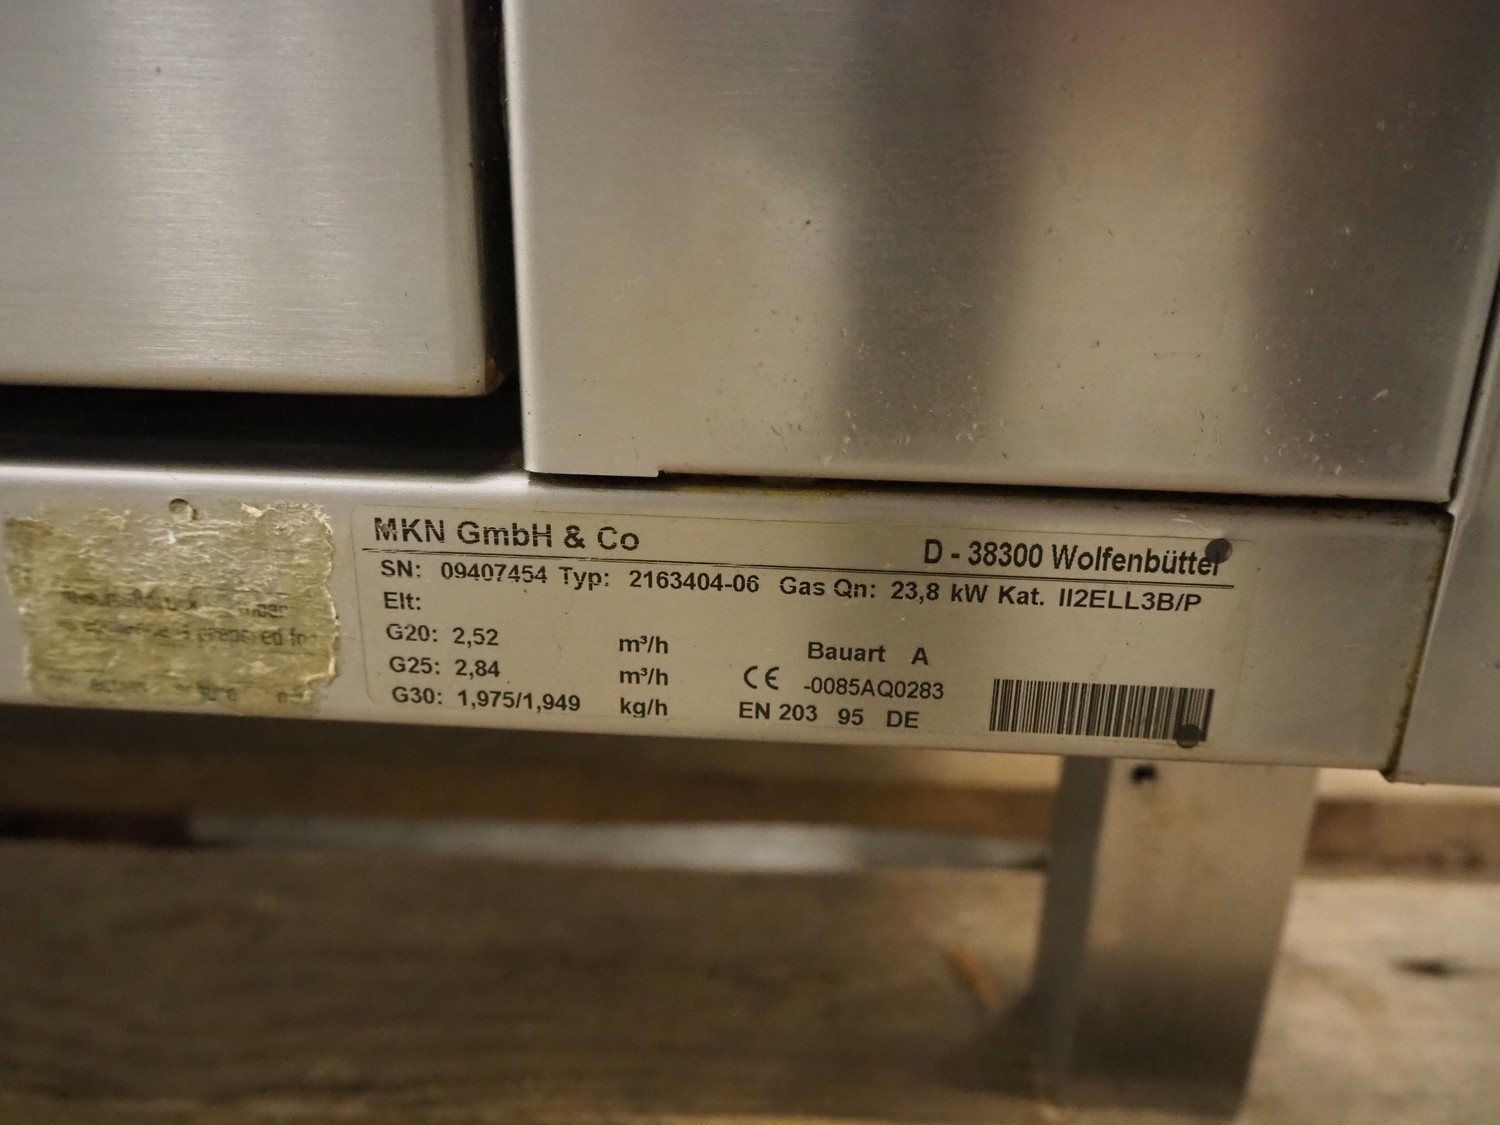 MKN GmbH & Co D - 38300 Wolfenbüttel
SN: 09407454 Typ: 2163404-06 Gas Qn: 23,8 kW Kat. II2ELL3B/P
Elt:
G20: 2,52 m³/h Bauart A
G25: 2,84 m³/h CE -0085AQ0283
G30: 1,975/1,949 kg/h EN 203 95 DE
prepared for